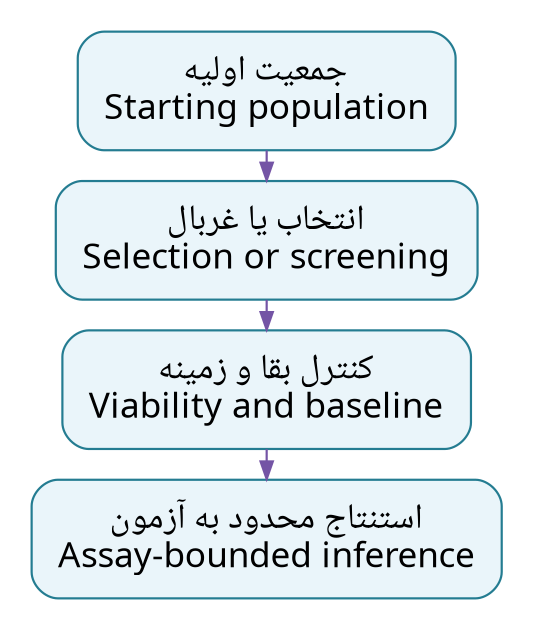 جمعیت اولیه
Starting population
انتخاب یا غربال
Selection or screening
کنترل بقا و زمینه
Viability and baseline
استنتاج محدود به آزمون
Assay-bounded inference